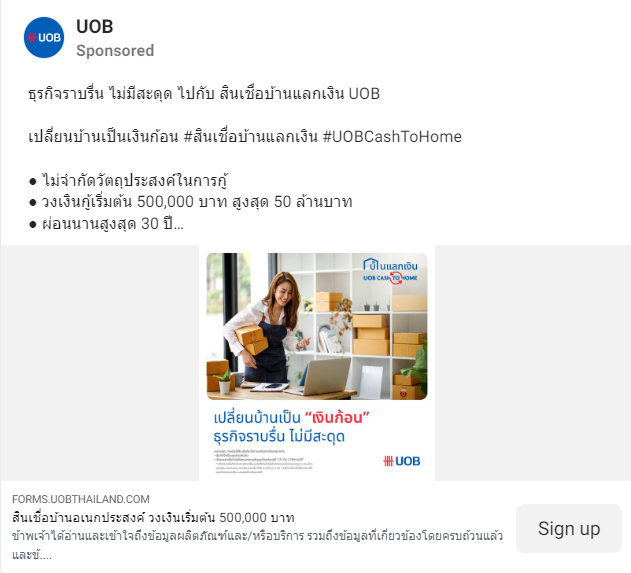 UOB
UOB
Sponsored
ธุรกิจราบรื่น ไม่มีสะดุด ไปกับ สินเชื่อบ้านแลกเงิน UOB
เปลี่ยนบ้านเป็นเงินก้อน #สินเชื่อบ้านแลกเงิน #UOBCashToHome
● ไม่จำกัดวัตถุประสงค์ในการกู้
● วงเงินกู้เริ่มต้น 500,000 บาท สูงสุด 50 ล้านบาท
● ผ่อนนานสูงสุด 30 ปี...
บ้านแลกเงิน
UOB CASH TO HOME
เปลี่ยนบ้านเป็น “เงินก้อน”
ธุรกิจราบรื่น ไม่มีสะดุด
UOB
FORMS.UOBTHAILAND.COM
สินเชื่อบ้านอเนกประสงค์ วงเงินเริ่มต้น 500,000 บาท
ข้าพเจ้าได้อ่านและเข้าใจถึงข้อมูลผลิตภัณฑ์และ/หรือบริการ รวมถึงข้อมูลที่เกี่ยวข้องโดยครบถ้วนแล้ว
และข้....
Sign up